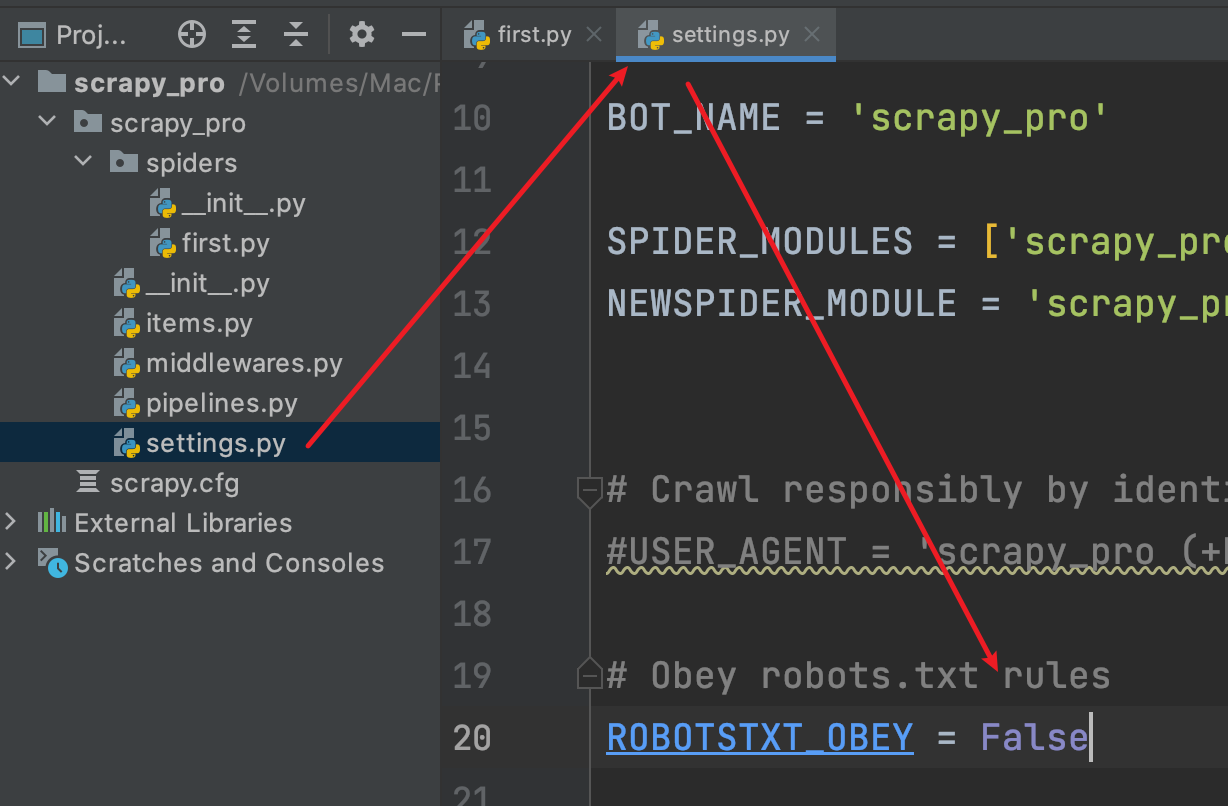 Proj...
scrapy_pro /Volumes/Mac/
scrapy_pro
spiders
__init__.py
first.py
__init__.py
items.py
middlewares.py
pipelines.py
settings.py
scrapy.cfg
External Libraries
Scratches and Consoles
first.py
settings.py
10 BOT_NAME = 'scrapy_pro'
11
12 SPIDER_MODULES = ['scrapy_pro
13 NEWSPIDER_MODULE = 'scrapy_pr
14
15
16 # Crawl responsibly by identi
17 #USER_AGENT = 'scrapy_pro (+
18
19 # Obey robots.txt rules
20 ROBOTSTXT_OBEY = False
21